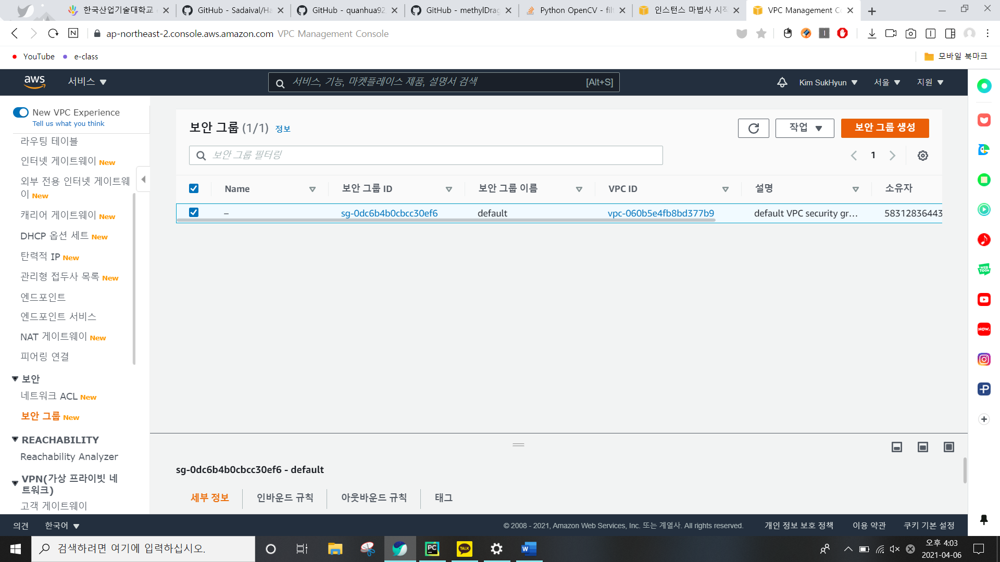 한국산업기술대학교
GitHub - Sadaival/Ha
GitHub - quanhua92
GitHub - methylDrag
Python OpenCV - filt
인스턴스 마법사 시작
VPC Management Co
ap-northeast-2.console.aws.amazon.com VPC Management Console
YouTube
e-class
모바일 북마크
aws
서비스
서비스, 기능, 마켓플레이스 제품, 설명서 검색
[Alt+S]
Kim SukHyun
서울
지원
New VPC Experience
Tell us what you think
라우팅 테이블
인터넷 게이트웨이 New
외부 전용 인터넷 게이트웨
이 New
캐리어 게이트웨이 New
DHCP 옵션 세트 New
탄력적 IP New
관리형 접두사 목록 New
엔드포인트
엔드포인트 서비스
NAT 게이트웨이 New
피어링 연결
보안
네트워크 ACL New
보안 그룹 New
REACHABILITY
Reachability Analyzer
VPN(가상 프라이빗 네
트워크)
고객 게이트웨이
보안 그룹 (1/1) 정보
작업
보안 그룹 생성
보안 그룹 필터링
1
Name
보안 그룹 ID
보안 그룹 이름
VPC ID
설명
소유자
–
sg-0dc6b4b0cbcc30ef6
default
vpc-060b5e4fb8bd377b9
default VPC security gr...
58312836443
sg-0dc6b4b0cbcc30ef6 - default
세부 정보
인바운드 규칙
아웃바운드 규칙
태그
WEB
TOON
NOW.
의견
한국어
© 2008 - 2021, Amazon Web Services, Inc. 또는 계열사. All rights reserved.
개인 정보 보호 정책
이용 약관
쿠키 기본 설정
검색하려면 여기에 입력하십시오.
PC
TALK
W
오후 4:03
2021-04-06